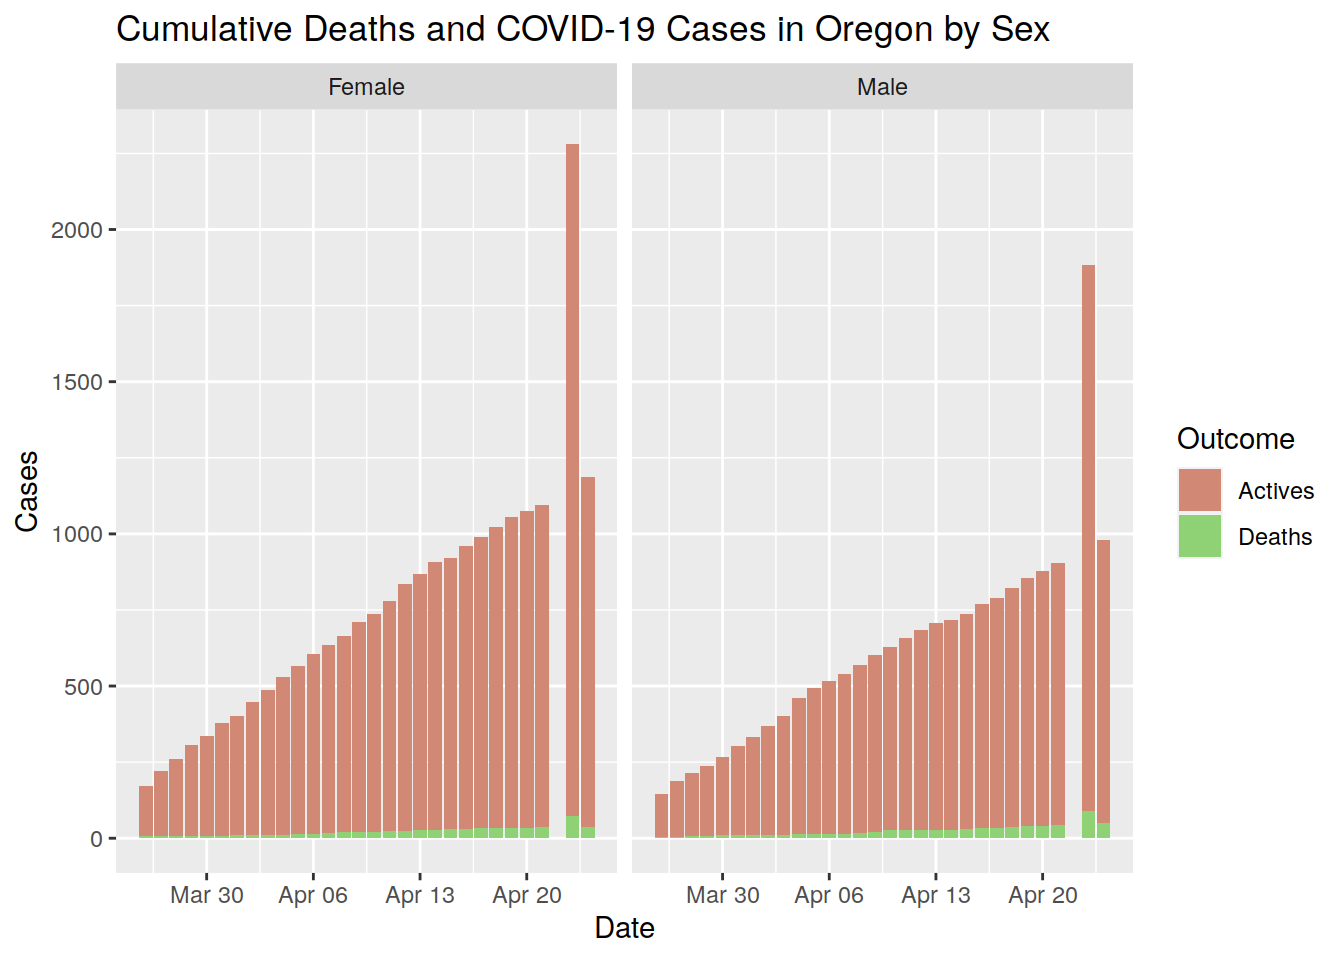 Cumulative Deaths and COVID-19 Cases in Oregon by Sex
Female
Male
2000
1500
1000
500
0
Cases
Mar 30
Apr 06
Apr 13
Apr 20
Mar 30
Apr 06
Apr 13
Apr 20
Date
Outcome
Actives
Deaths